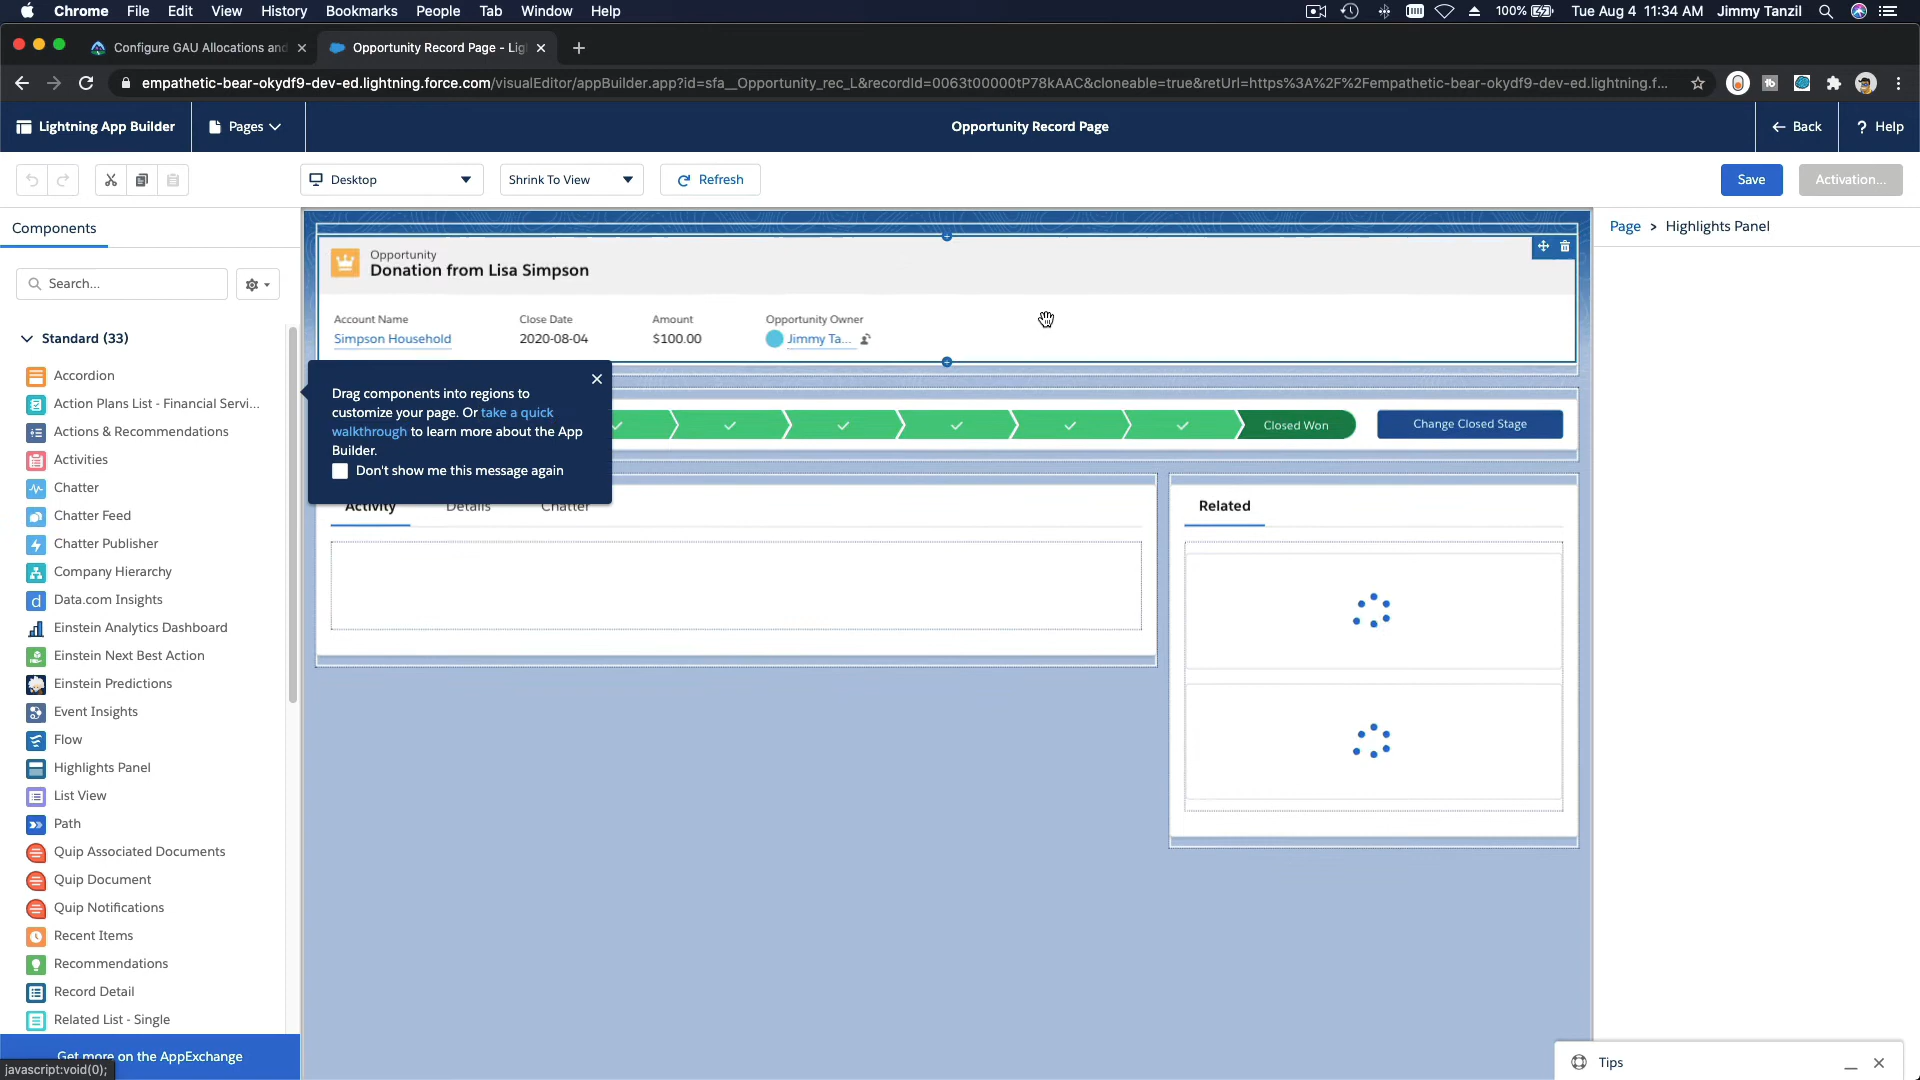 Chrome File Edit View History Bookmarks People Tab Window Help
100% Tue Aug 4 11:34 AM Jimmy Tanzil
Configure GAU Allocations and
Opportunity Record Page - Lig
empathetic-bear-okydf9-dev-ed.lightning.force.com/visualEditor/appBuilder.app?id=sfa__Opportunity_rec_L&recordId=0063t00000tP78kAAC&cloneable=true&retUrl=https%3A%2F%2Fempathetic-bear-okydf9-dev-ed.lightning.f...
Lightning App Builder
Pages
Opportunity Record Page
Back
? Help
Desktop
Shrink To View
Refresh
Save
Activation...
Components
Search...
Standard (33)
Accordion
Action Plans List - Financial Servi...
Actions & Recommendations
Activities
Chatter
Chatter Feed
Chatter Publisher
Company Hierarchy
Data.com Insights
Einstein Analytics Dashboard
Einstein Next Best Action
Einstein Predictions
Event Insights
Flow
Highlights Panel
List View
Path
Quip Associated Documents
Quip Document
Quip Notifications
Recent Items
Recommendations
Record Detail
Related List - Single
Get more on the AppExchange
javascript:void(0);
Opportunity
Donation from Lisa Simpson
Account Name
Simpson Household
Close Date
2020-08-04
Amount
$100.00
Opportunity Owner
Jimmy Ta...
Drag components into regions to
customize your page. Or take a quick
walkthrough to learn more about the App
Builder.
Don't show me this message again
Closed Won
Change Closed Stage
Activity
Details
Chatter
Related
Page > Highlights Panel
Tips